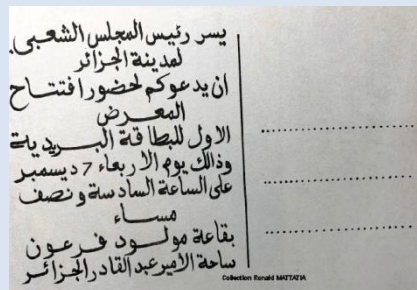 يسر رئيس المجلس الشعبي
لمدينة الجزائر
ان يدعوكم لحضور افتتاح
المعرض
الاول للبطاقة البريدية
وذالك يوم الاربعاء 7 ديسمبر
على الساعة السادسة ونصف
مساء
بقاعة مولود فرعون
ساحة الامير عبد القادر الجزائر
Collection Ronald MATTATIA